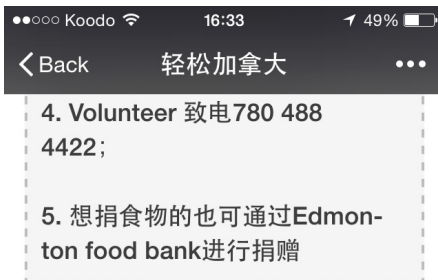 Koodo 16:33 49%
Back 轻松加拿大
4. Volunteer 致电780 488
4422；
5. 想捐食物的也可通过Edmon-
ton food bank进行捐赠